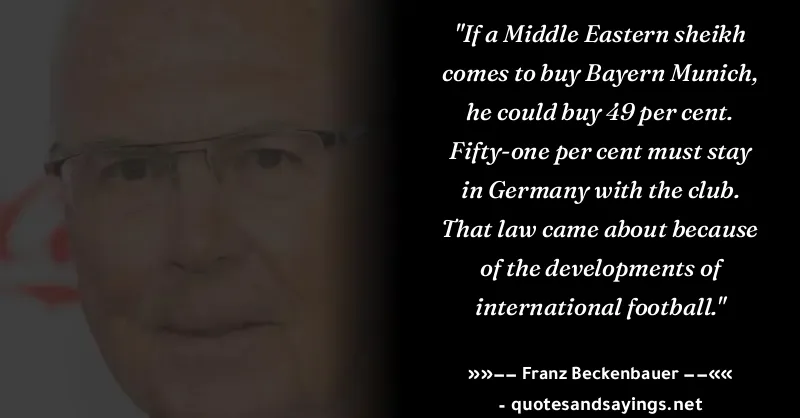 "If a Middle Eastern sheikh
comes to buy Bayern Munich,
he could buy 49 per cent.
Fifty-one per cent must stay
in Germany with the club.
That law came about because
of the developments of
international football."
»»–– Franz Beckenbauer ––««
- quotesandsayings.net